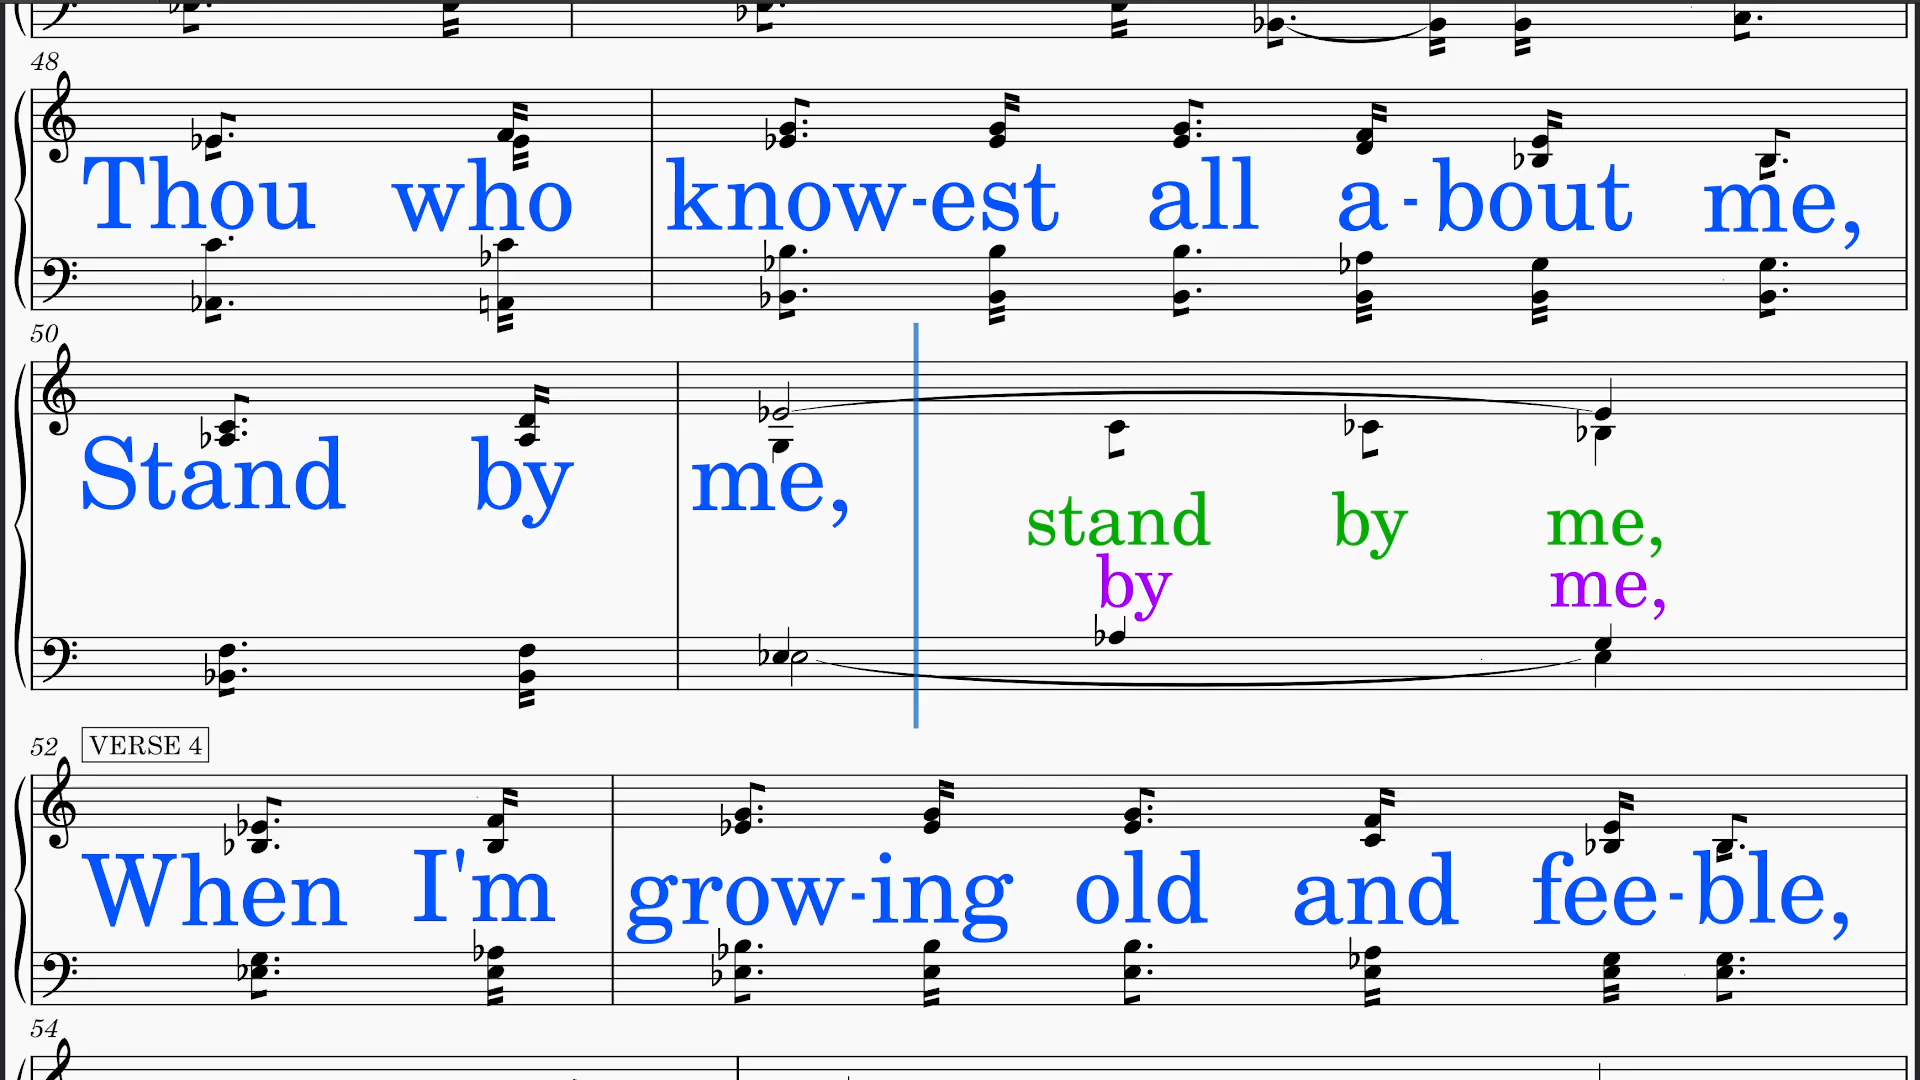 48
Thou who know-est all a-bout me,
50
Stand by me,
stand by me,
by me,
52 VERSE 4
When I'm grow-ing old and fee-ble,
54